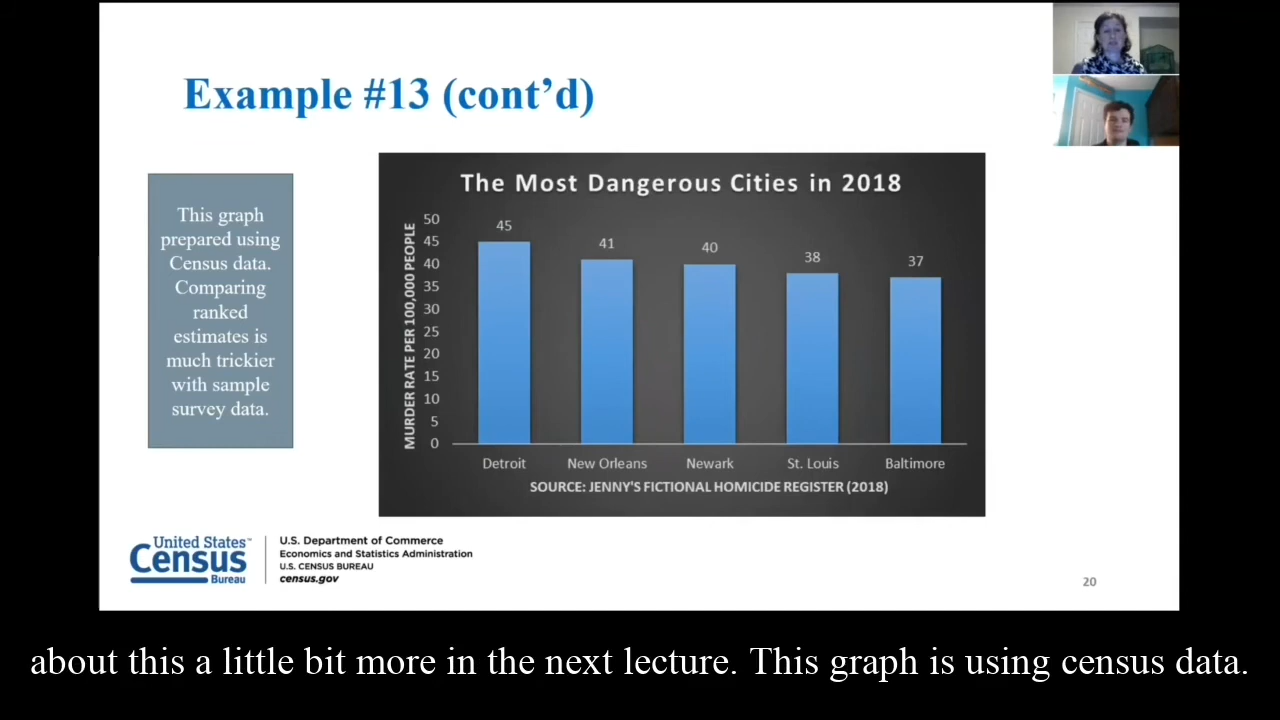 Example #13 (cont’d)
This graph
prepared using
Census data.
Comparing
ranked
estimates is
much trickier
with sample
survey data.
The Most Dangerous Cities in 2018
MURDER RATE PER 100,000 PEOPLE
50
45
40
35
30
25
20
15
10
5
0
45
41
40
38
37
Detroit
New Orleans
Newark
St. Louis
Baltimore
SOURCE: JENNY'S FICTIONAL HOMICIDE REGISTER (2018)
United States™
Census
Bureau
U.S. Department of Commerce
Economics and Statistics Administration
U.S. CENSUS BUREAU
census.gov
20
about this a little bit more in the next lecture. This graph is using census data.